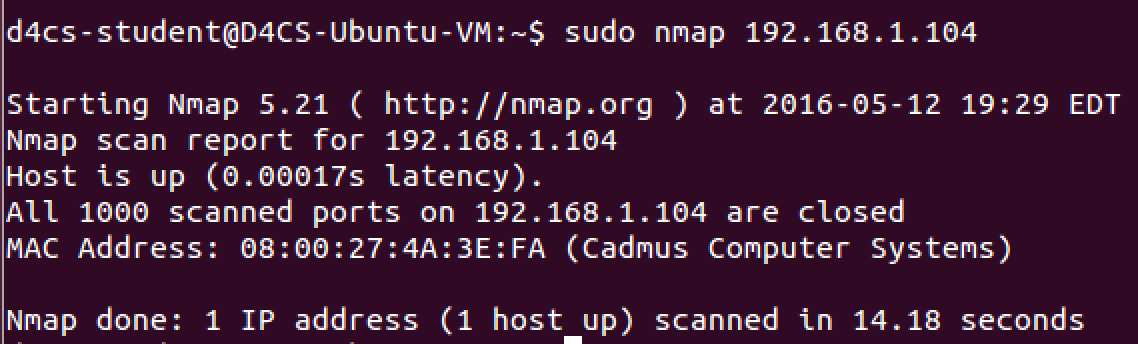 d4cs-student@D4CS-Ubuntu-VM:~$ sudo nmap 192.168.1.104
Starting Nmap 5.21 ( http://nmap.org ) at 2016-05-12 19:29 EDT
Nmap scan report for 192.168.1.104
Host is up (0.00017s latency).
All 1000 scanned ports on 192.168.1.104 are closed
MAC Address: 08:00:27:4A:3E:FA (Cadmus Computer Systems)
Nmap done: 1 IP address (1 host up) scanned in 14.18 seconds